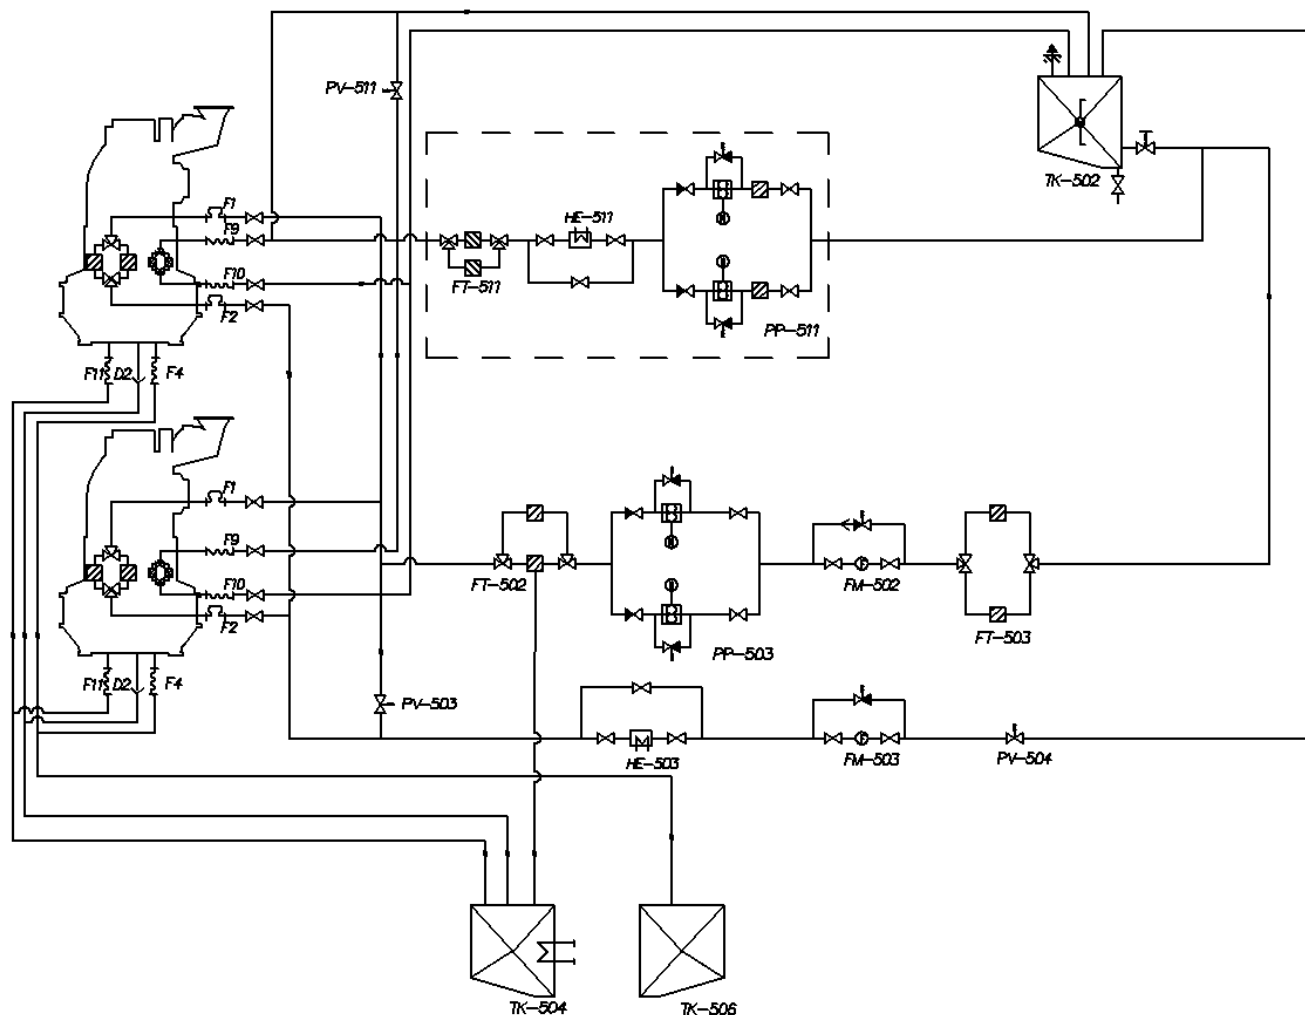 PV-511
TK-502
F1
F9
HE-511
F10
FT-511
F2
PP-511
F11 D2 F4
F1
F9
FT-502
FM-502
F10
F2
FT-503
PP-503
F11 D2 F4
PV-503
HE-503
FM-503
PV-504
TK-504
TK-506